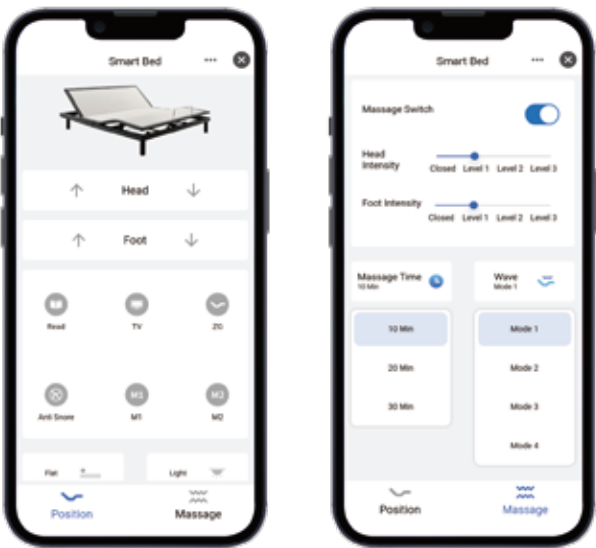 Smart Bed
Head
Foot
Read TV ZG
Anti Snore M1 M2
M1 M2
Flat Light
Position Massage
Smart Bed
Massage Switch
Head
Intensity
Closed Level 1 Level 2 Level 3
Foot Intensity
Closed Level 1 Level 2 Level 3
Massage Time
10 Min
Wave
Mode 1
10 Min
20 Min
30 Min
Mode 1
Mode 2
Mode 3
Mode 4
Position Massage